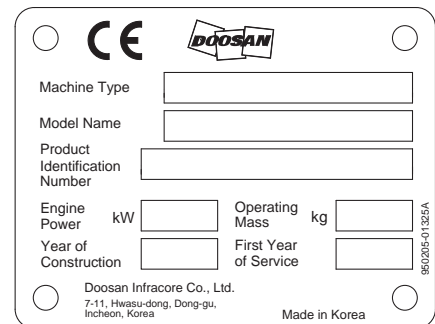 CE DOOSAN
Machine Type
Model Name
Product
Identification
Number
Engine
Power kW
Operating
Mass kg
Year of
Construction
First Year
of Service
950205-01325A
Doosan Infracore Co., Ltd.
7-11, Hwasu-dong, Dong-gu,
Incheon, Korea
Made in Korea